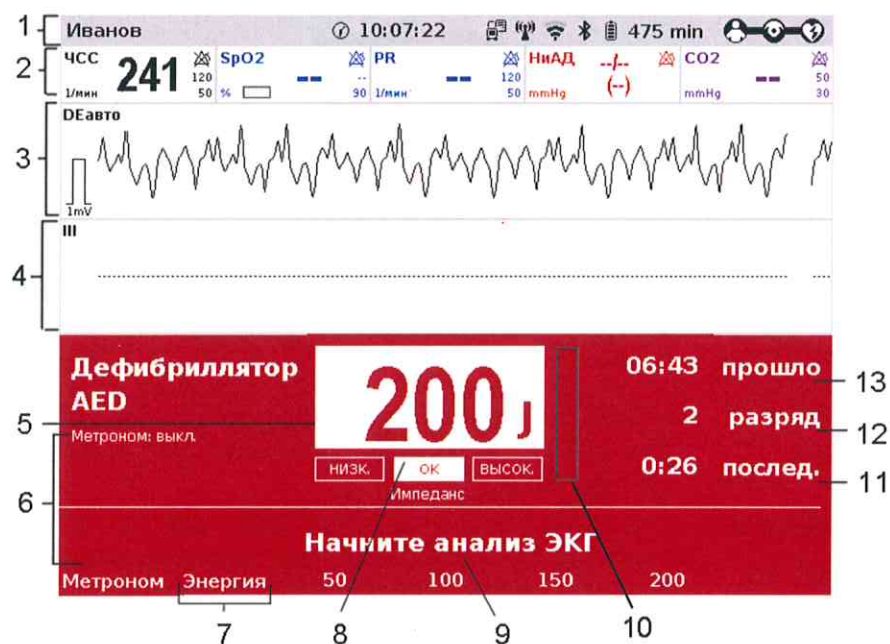 1 Иванов 10:07:22 475 min
2 ЧСС 241 120 50 1/мин SpO2 -- -- 90 % PR -- 120 50 1/мин НиАД --/-- (--) mmHg CO2 -- 50 30 mmHg
DEавто
3
1mV
III
4
Дефибриллятор 200 J 06:43 прошло 13
AED
2 разряд 12
5
Метроном: выкл.
низк. ок высок. 0:26 послед. 11
Импеданс
6
Начните анализ ЭКГ
Метроном Энергия 50 100 150 200
7 8 9 10